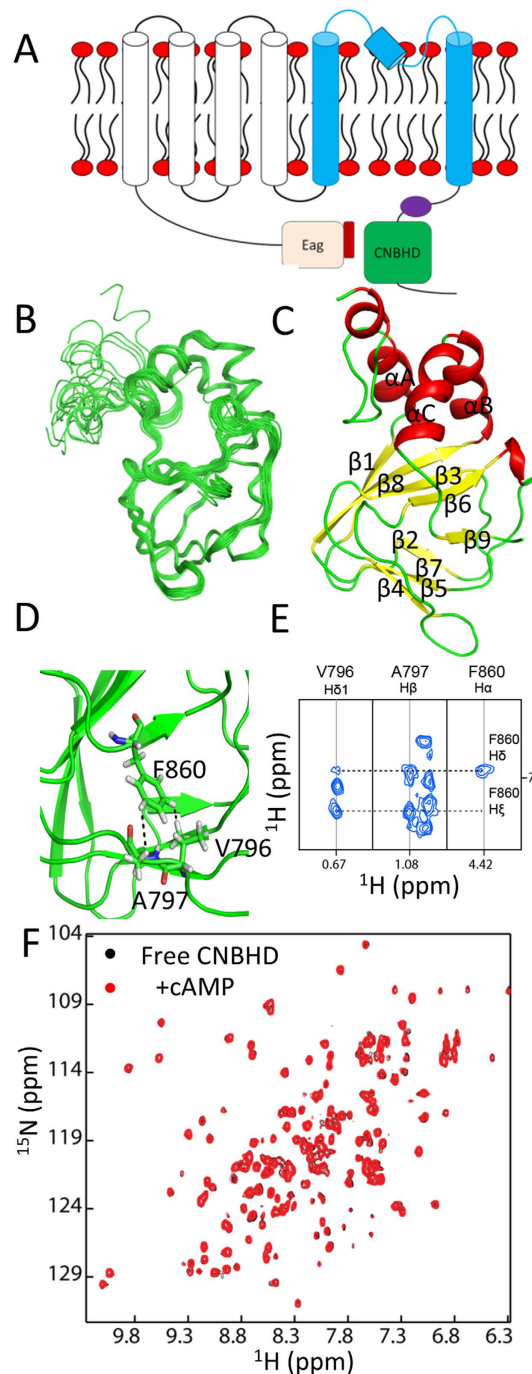 A
Eag
CNBHD
B
C
αA
αC
αB
β1
β8
β3
β6
β2
β9
β7
β4
β5
D
E
F860
V796
A797
V796 A797 F860
Hδ1 Hβ Hα
F860
Hδ
-7
F860
Hξ
¹H (ppm)
0.67 1.08 4.42
¹H (ppm)
F
104
Free CNBHD
+cAMP
109
114
119
124
129
¹⁵N (ppm)
9.8 9.3 8.8 8.3 7.8 7.3 6.8 6.3
¹H (ppm)